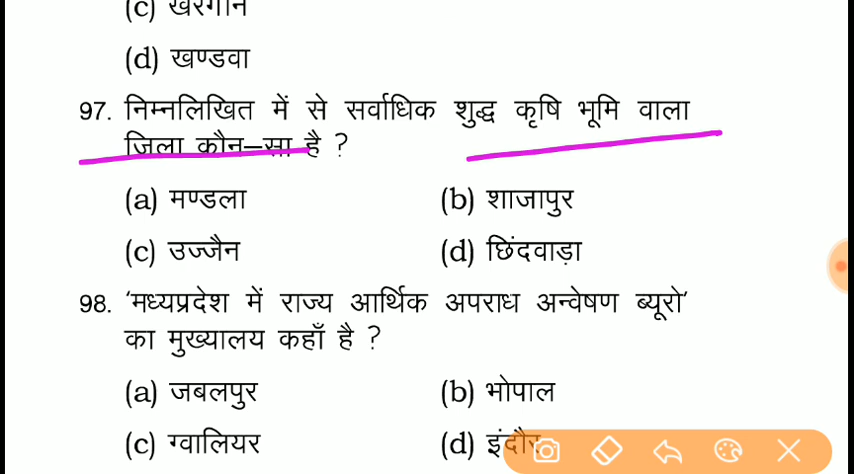 (c) खरगोन
(d) खण्डवा
97. निम्नलिखित में से सर्वाधिक शुद्ध कृषि भूमि वाला
जिला कौन–सा है ?
(a) मण्डला (b) शाजापुर
(c) उज्जैन (d) छिंदवाड़ा
98. ‘मध्यप्रदेश में राज्य आर्थिक अपराध अन्वेषण ब्यूरो’
का मुख्यालय कहाँ है ?
(a) जबलपुर (b) भोपाल
(c) ग्वालियर (d) इंदौर